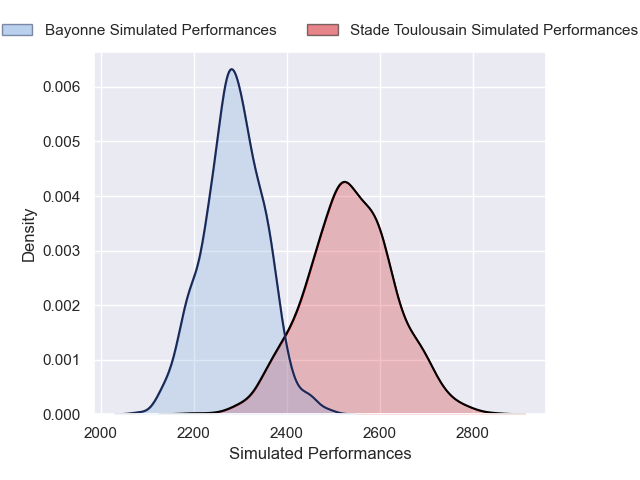 Bayonne Simulated Performances
Stade Toulousain Simulated Performances
0.006
0.005
0.004
0.003
0.002
0.001
0.000
Density
2000 2200 2400 2600 2800
Simulated Performances